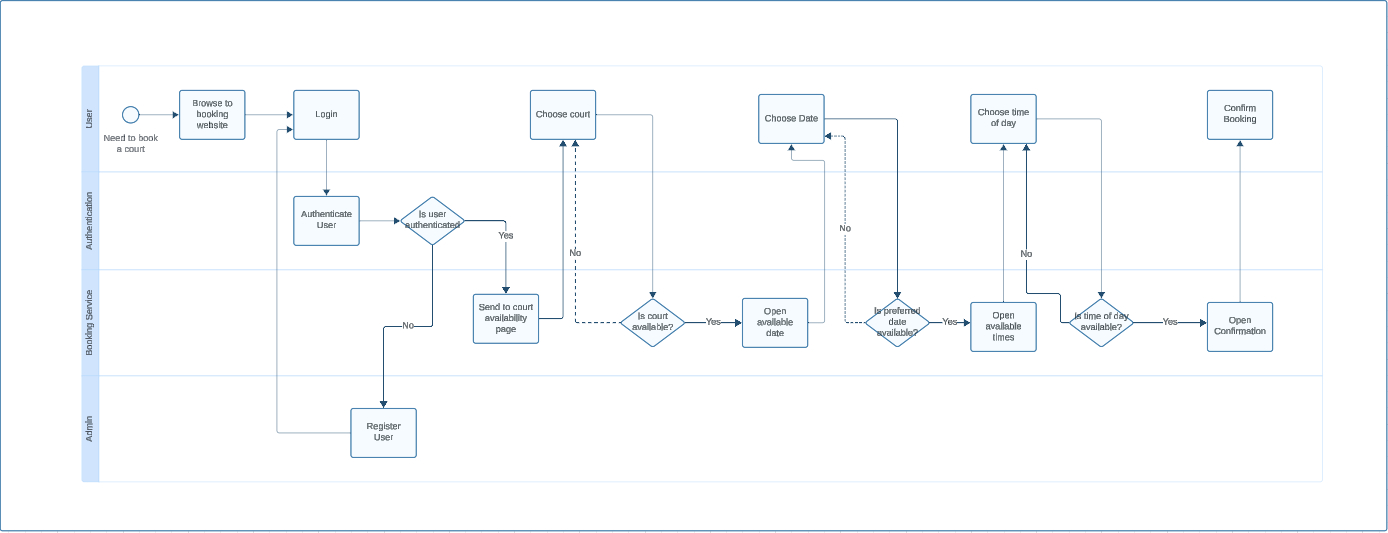 User
Need to book
a court
Browse to
booking
website
Login
Choose court
Choose Date
Choose time
of day
Confirm
Booking
Authentication
Authenticate
User
Is user
authenticated
Yes
No
No
No
Booking Service
Send to court
availability
page
Is court
available?
Yes
Open
available
date
Is preferred
date
available?
Yes
Open
available
times
Is time of day
available?
Yes
Open
Confirmation
No
Admin
Register
User